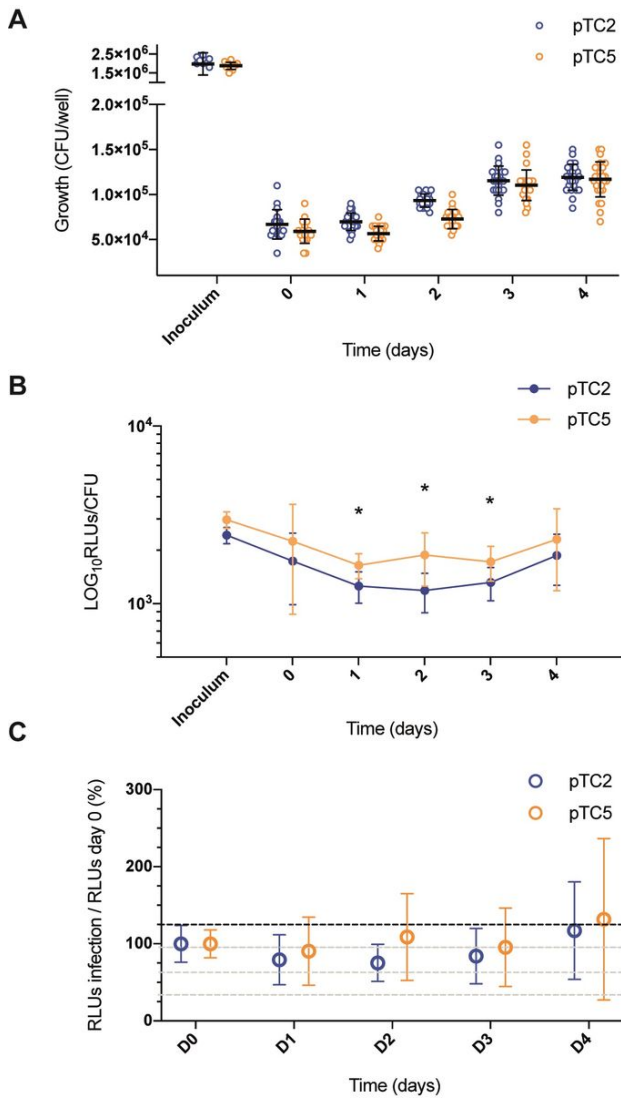 A
pTC2
pTC5
2.5×10⁶
1.5×10⁶
2.0×10⁵
1.5×10⁵
1.0×10⁵
5.0×10⁴
Growth (CFU/well)
Inoculum
0
1
2
3
4
Time (days)
B
pTC2
pTC5
10⁴
10³
LOG₁₀RLUs/CFU
*
*
*
Inoculum
0
1
2
3
4
Time (days)
C
pTC2
pTC5
300
200
100
0
RLUs infection / RLUs day 0 (%)
D0
D1
D2
D3
D4
Time (days)